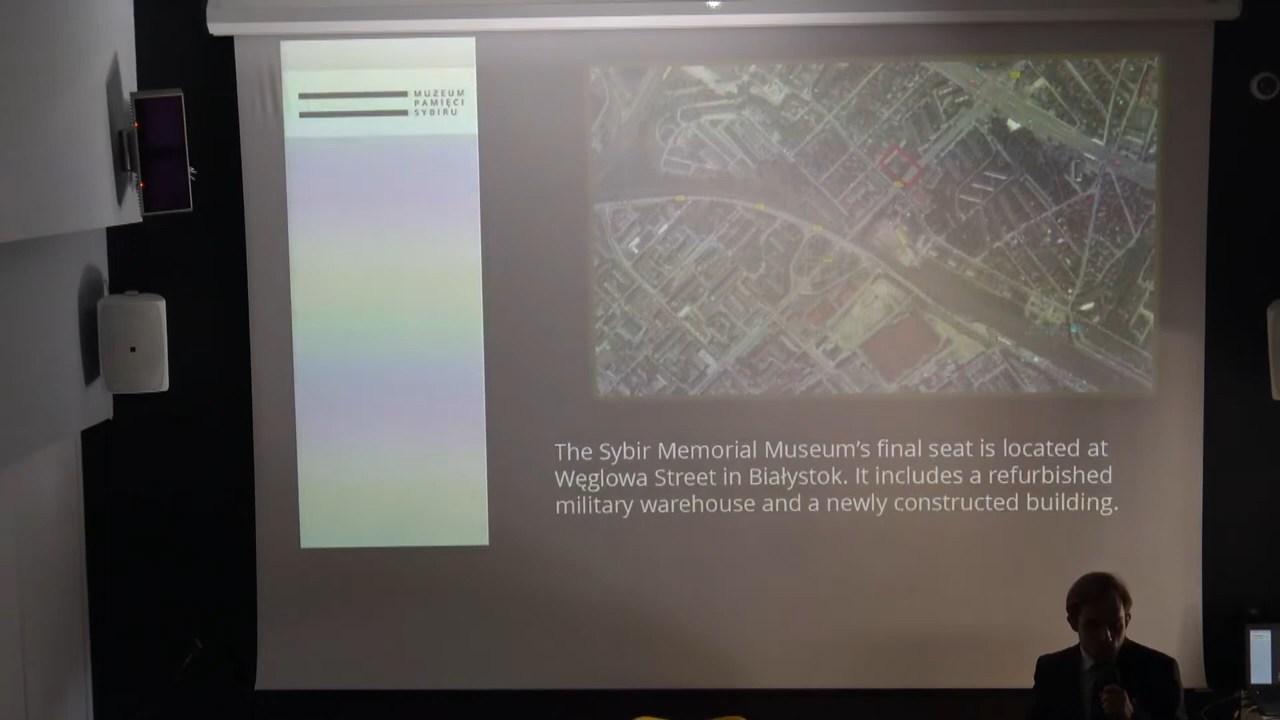 MUZEUM
PAMIĘCI
SYBIRU
The Sybir Memorial Museum's final seat is located at
Węglowa Street in Białystok. It includes a refurbished
military warehouse and a newly constructed building.